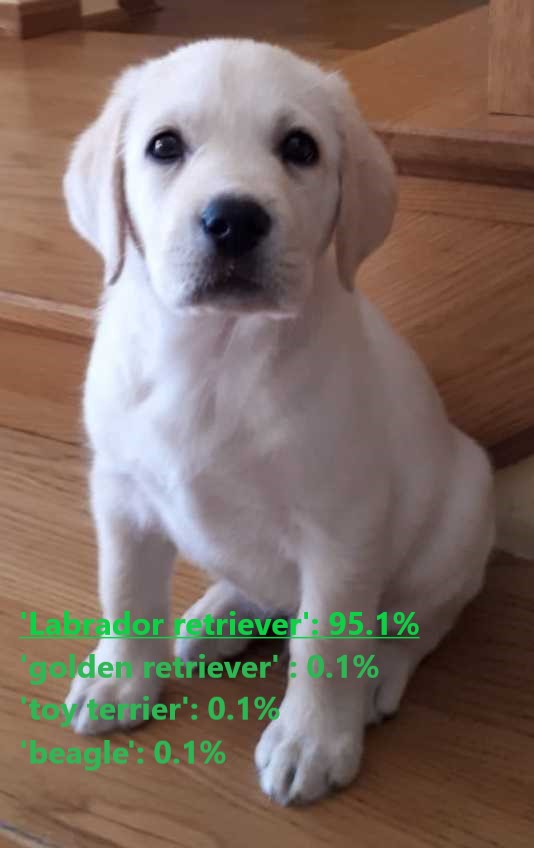 'Labrador retriever': 95.1%
'golden retriever' : 0.1%
'toy terrier': 0.1%
'beagle': 0.1%